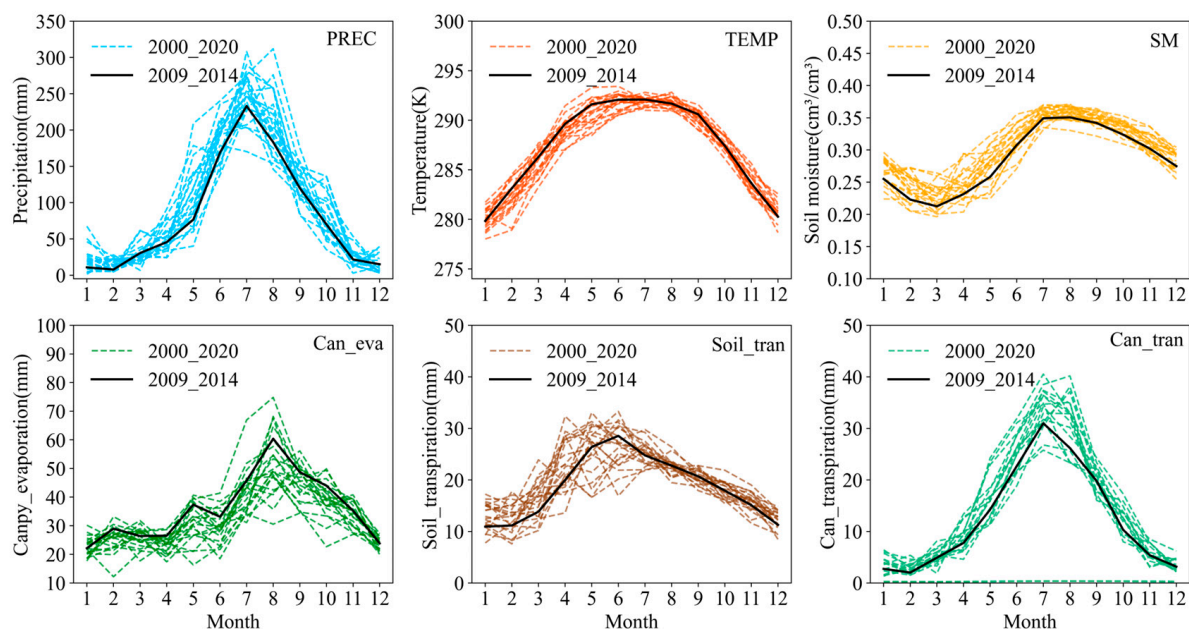 350
300
250
200
150
100
50
0
Precipitation(mm)
2000_2020
2009_2014
PREC
1 2 3 4 5 6 7 8 9 10 11 12
300
295
290
285
280
275
Temperature(K)
2000_2020
2009_2014
TEMP
1 2 3 4 5 6 7 8 9 10 11 12
0.50
0.45
0.40
0.35
0.30
0.25
0.20
0.15
0.10
Soil moisture(cm³/cm³)
2000_2020
2009_2014
SM
1 2 3 4 5 6 7 8 9 10 11 12
100
90
80
70
60
50
40
30
20
10
Canpy_evaporation(mm)
2000_2020
2009_2014
Can_eva
1 2 3 4 5 6 7 8 9 10 11 12
Month
50
40
30
20
10
0
Soil_transpiration(mm)
2000_2020
2009_2014
Soil_tran
1 2 3 4 5 6 7 8 9 10 11 12
Month
50
40
30
20
10
0
Can_transpiration(mm)
2000_2020
2009_2014
Can_tran
1 2 3 4 5 6 7 8 9 10 11 12
Month